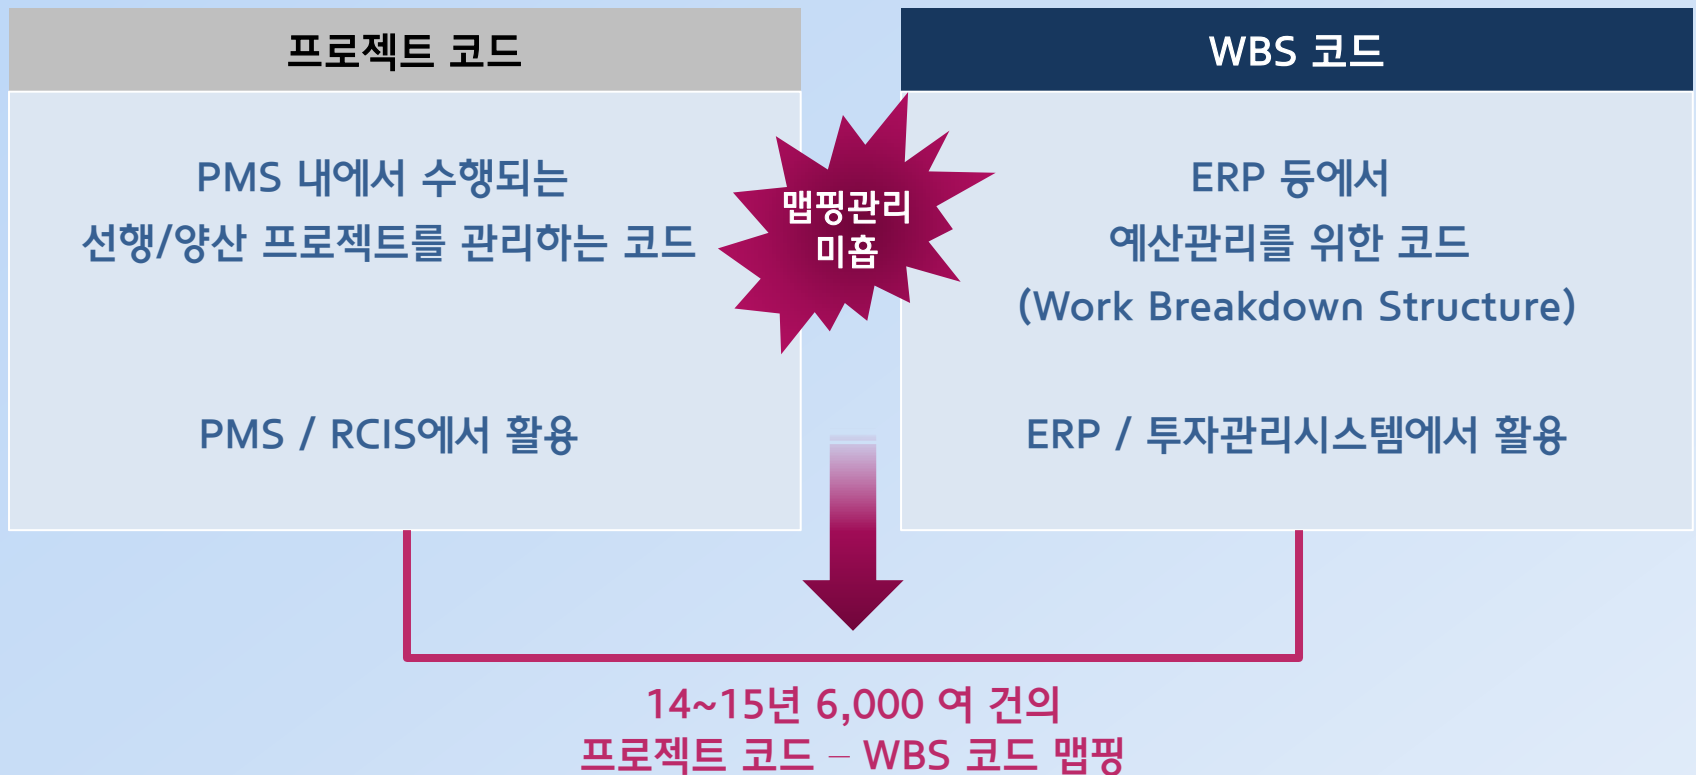 프로젝트 코드
PMS 내에서 수행되는
선행/양산 프로젝트를 관리하는 코드
PMS / RCIS에서 활용
맵핑관리
미흡
WBS 코드
ERP 등에서
예산관리를 위한 코드
(Work Breakdown Structure)
ERP / 투자관리시스템에서 활용
14~15년 6,000 여 건의
프로젝트 코드 – WBS 코드 맵핑